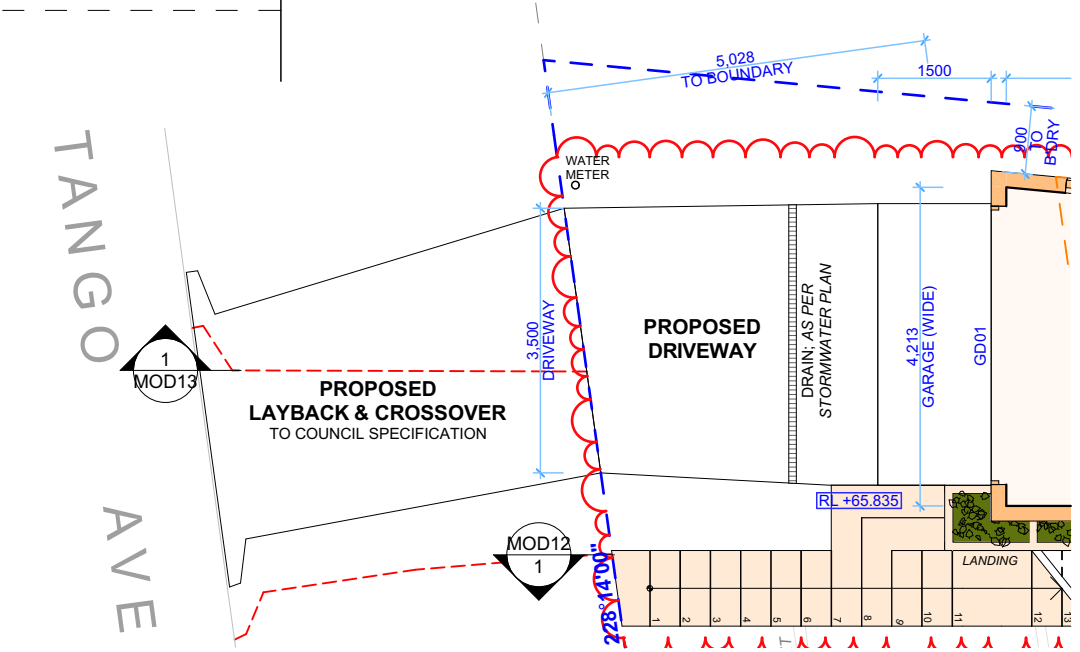 5,028
TO BOUNDARY
1500
900
TO
B'DRY
WATER
METER
TANGO AVE
1
MOD13
PROPOSED
LAYBACK & CROSSOVER
TO COUNCIL SPECIFICATION
3,500
DRIVEWAY
PROPOSED
DRIVEWAY
DRAIN; AS PER
STORMWATER PLAN
4,213
GARAGE (WIDE)
GD01
RL +65.835
MOD12
1
228°14'00"
LANDING
1
2
3
4
5
6
7
8
9
10
11
12
13